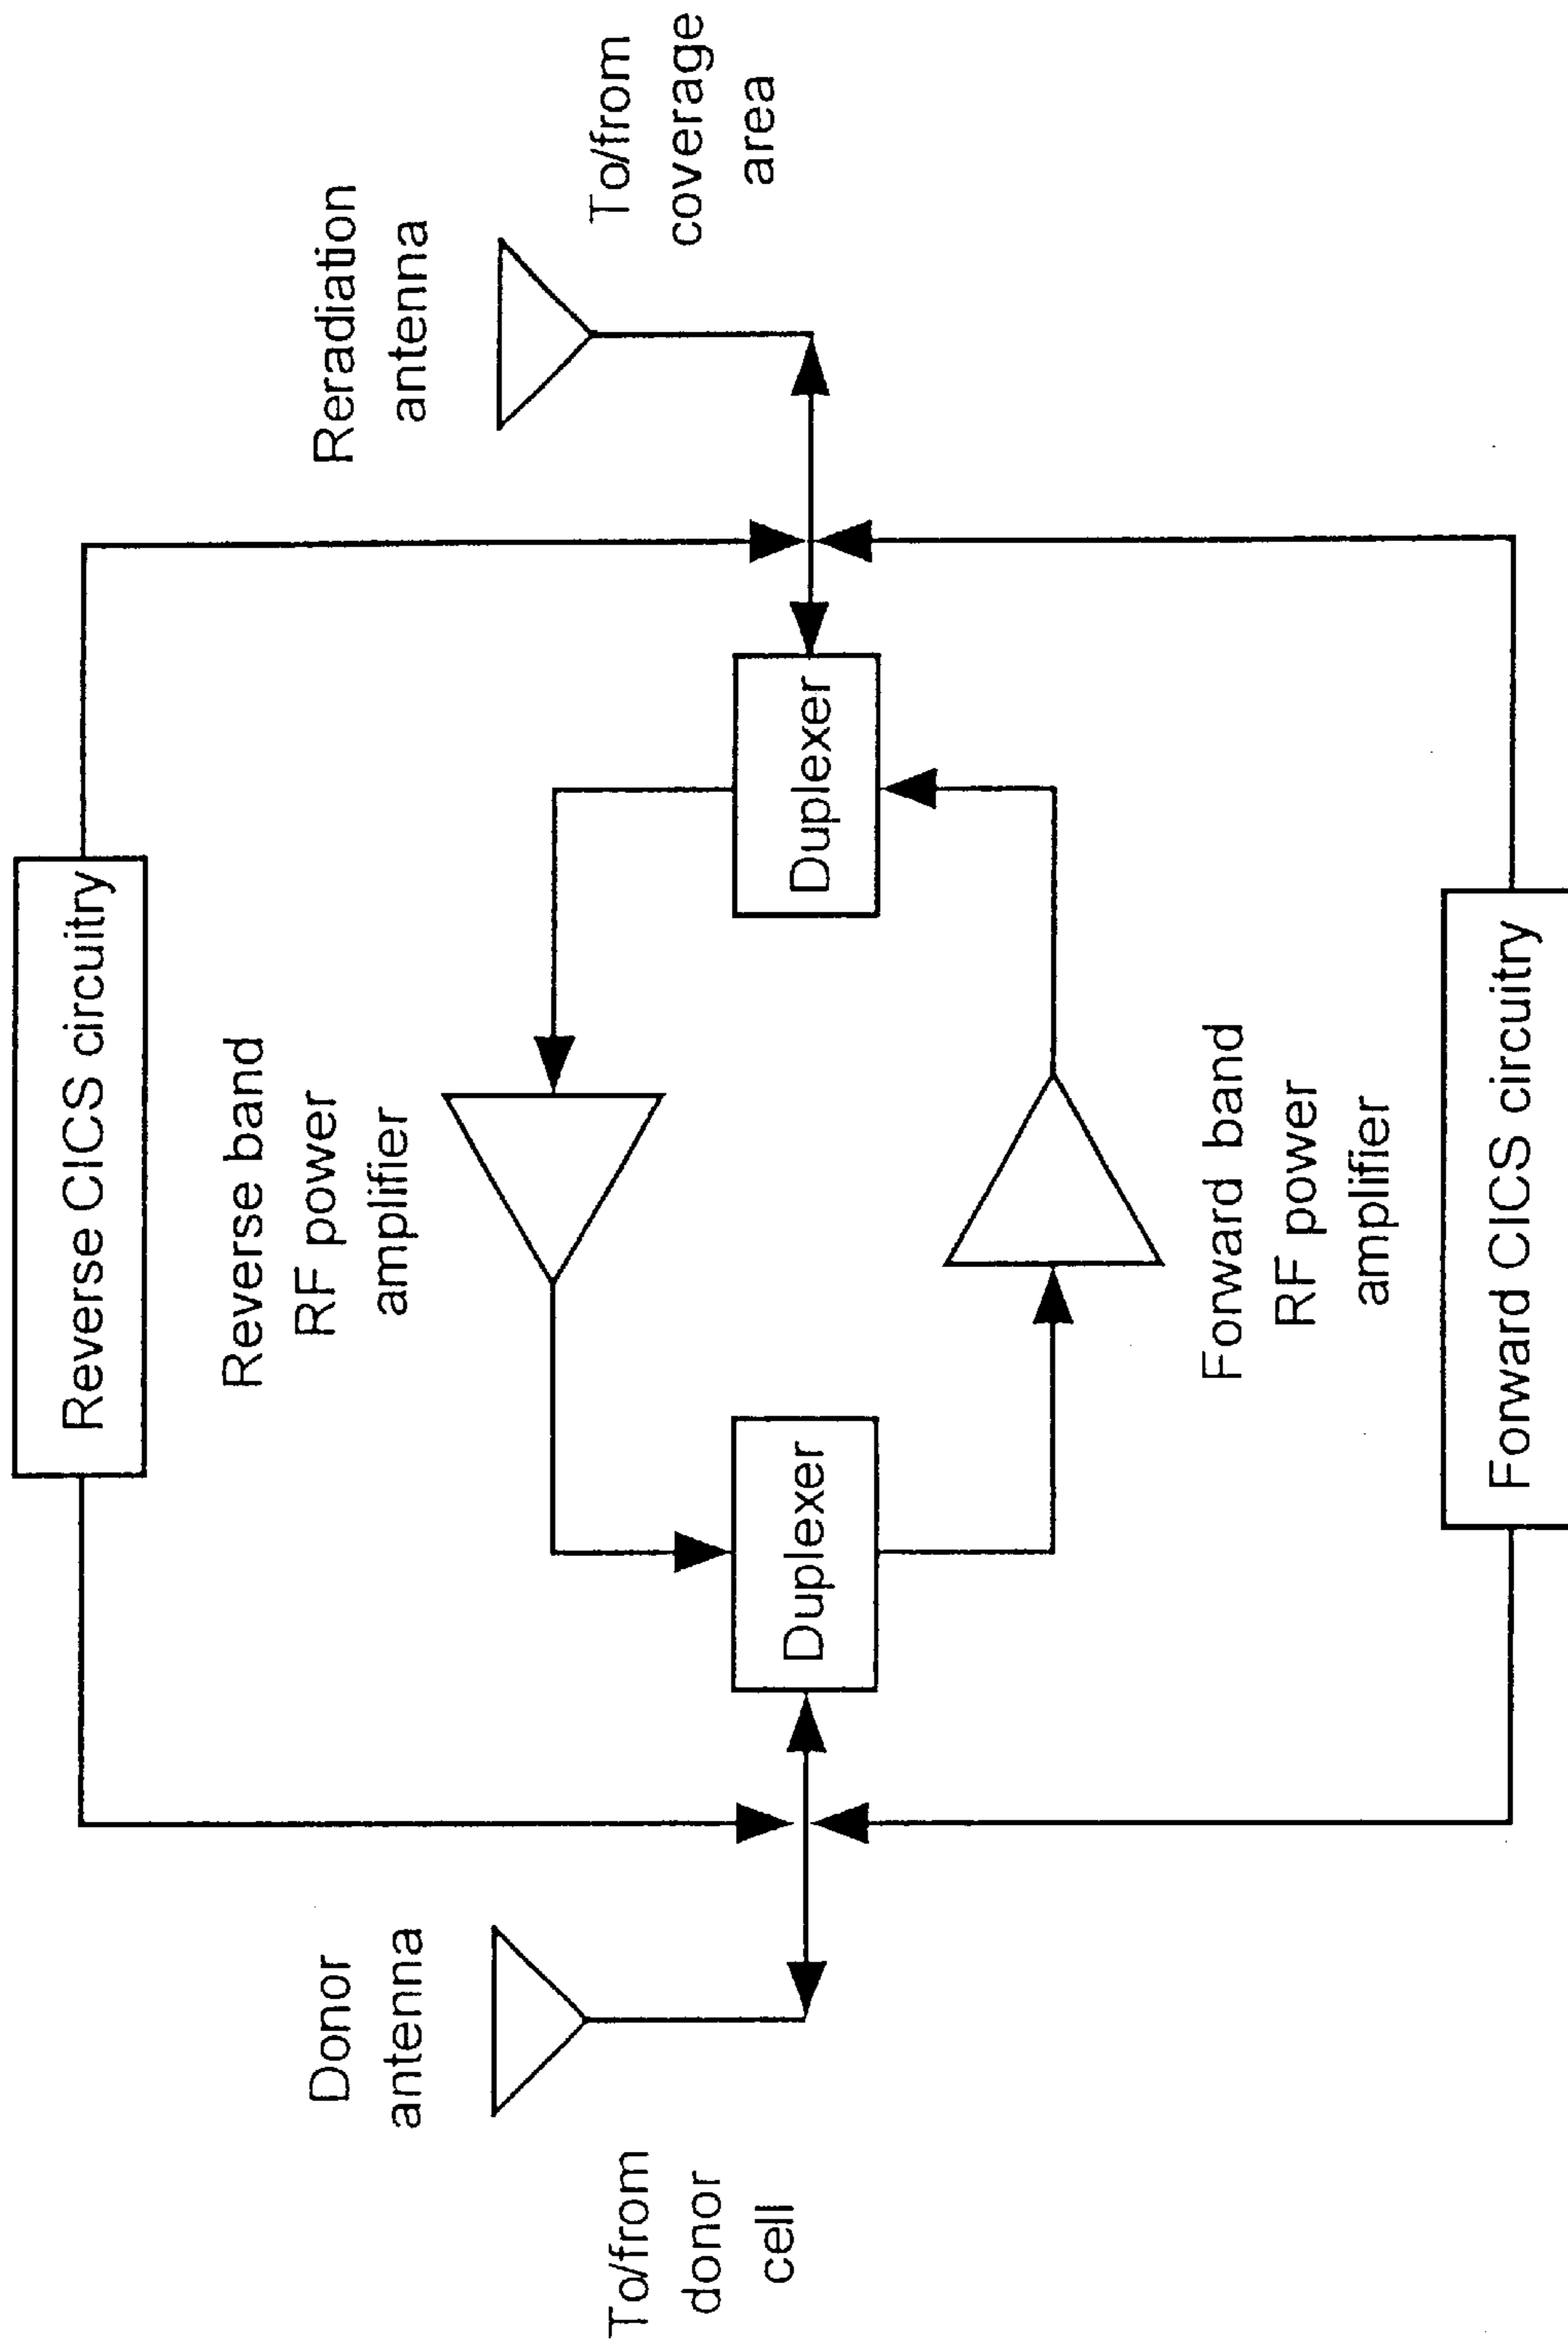 Reverse CICS circuitry
Reverse band
RF power
amplifier
Donor
antenna
Reradiation
antenna
To/from
donor
cell
To/from
coverage
area
Duplexer
Duplexer
Forward band
RF power
amplifier
Forward CICS circuitry